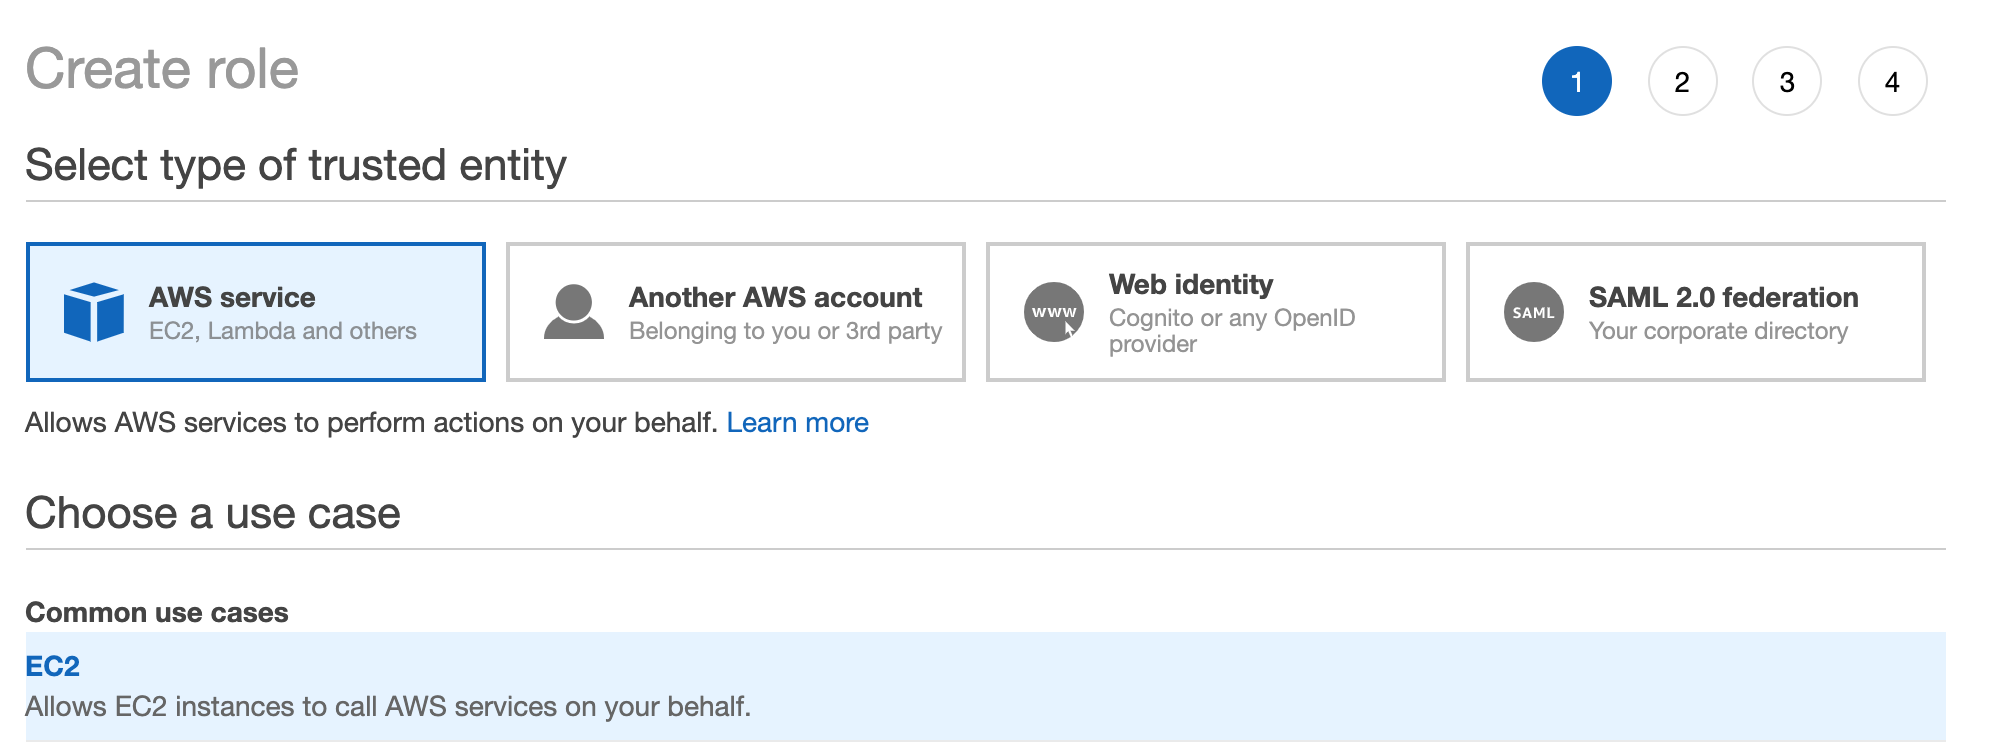 Create role
1 2 3 4
Select type of trusted entity
AWS service
EC2, Lambda and others
Another AWS account
Belonging to you or 3rd party
www
Web identity
Cognito or any OpenID
provider
SAML
SAML 2.0 federation
Your corporate directory
Allows AWS services to perform actions on your behalf. Learn more
Choose a use case
Common use cases
EC2
Allows EC2 instances to call AWS services on your behalf.